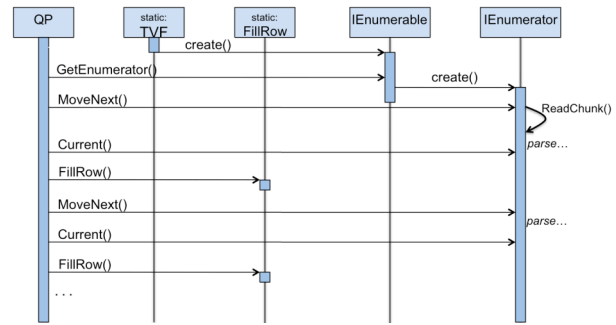 QP
static:
TVF
static:
FillRow
IEnumerable
IEnumerator
create()
GetEnumerator()
create()
MoveNext()
ReadChunk()
Current()
parse...
FillRow()
MoveNext()
parse...
Current()
FillRow()
. . .